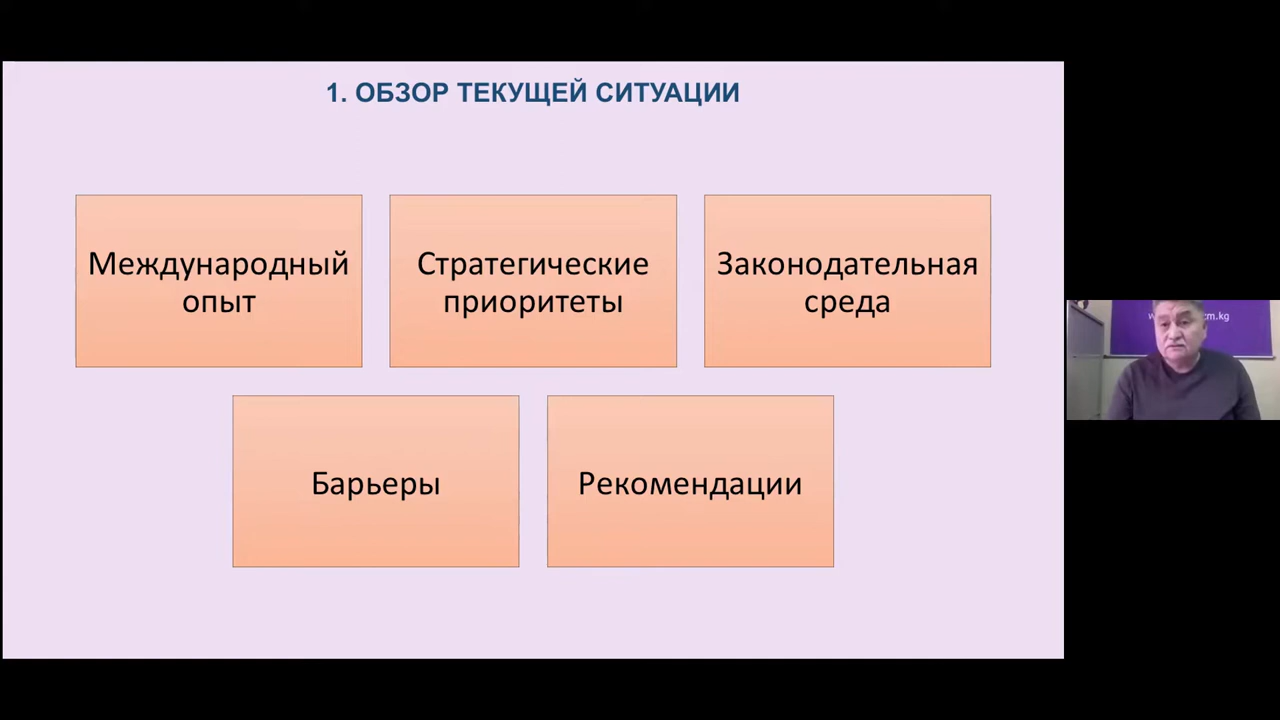 1. ОБЗОР ТЕКУЩЕЙ СИТУАЦИИ
Международный
опыт
Стратегические
приоритеты
Законодательная
среда
Барьеры
Рекомендации